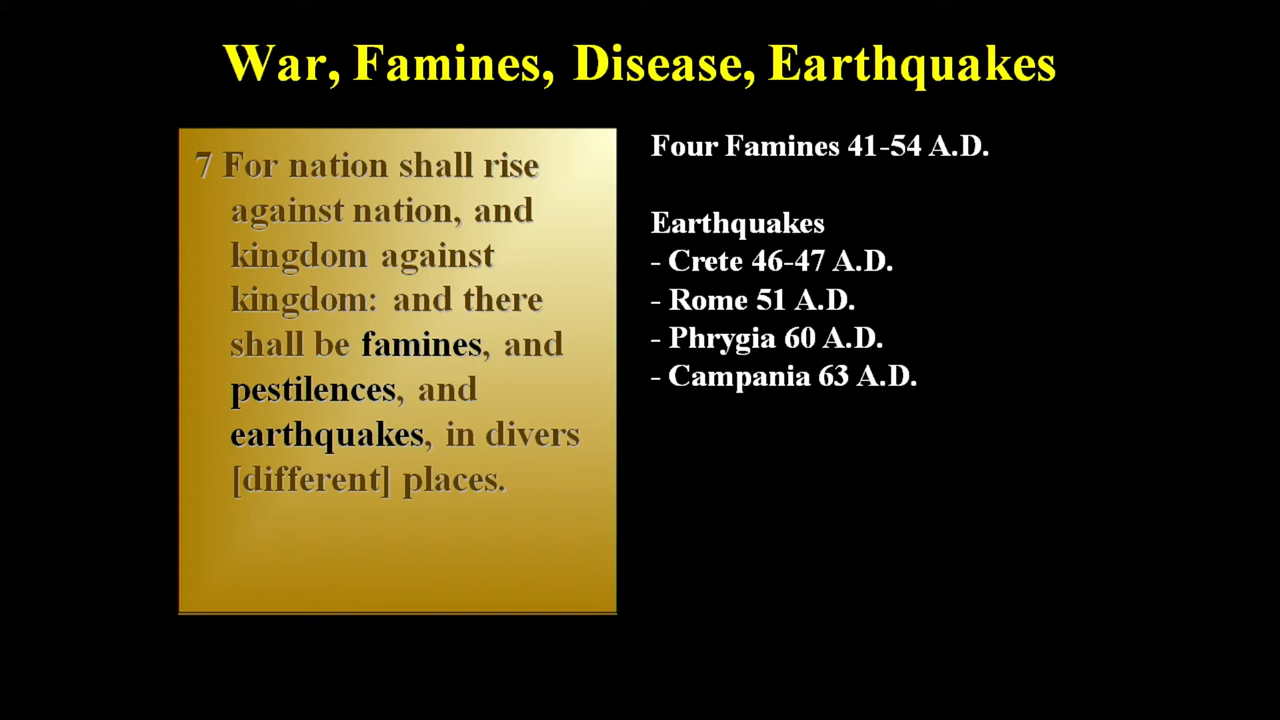 War, Famines, Disease, Earthquakes
7 For nation shall rise
against nation, and
kingdom against
kingdom: and there
shall be famines, and
pestilences, and
earthquakes, in divers
[different] places.
Four Famines 41-54 A.D.
Earthquakes
- Crete 46-47 A.D.
- Rome 51 A.D.
- Phrygia 60 A.D.
- Campania 63 A.D.